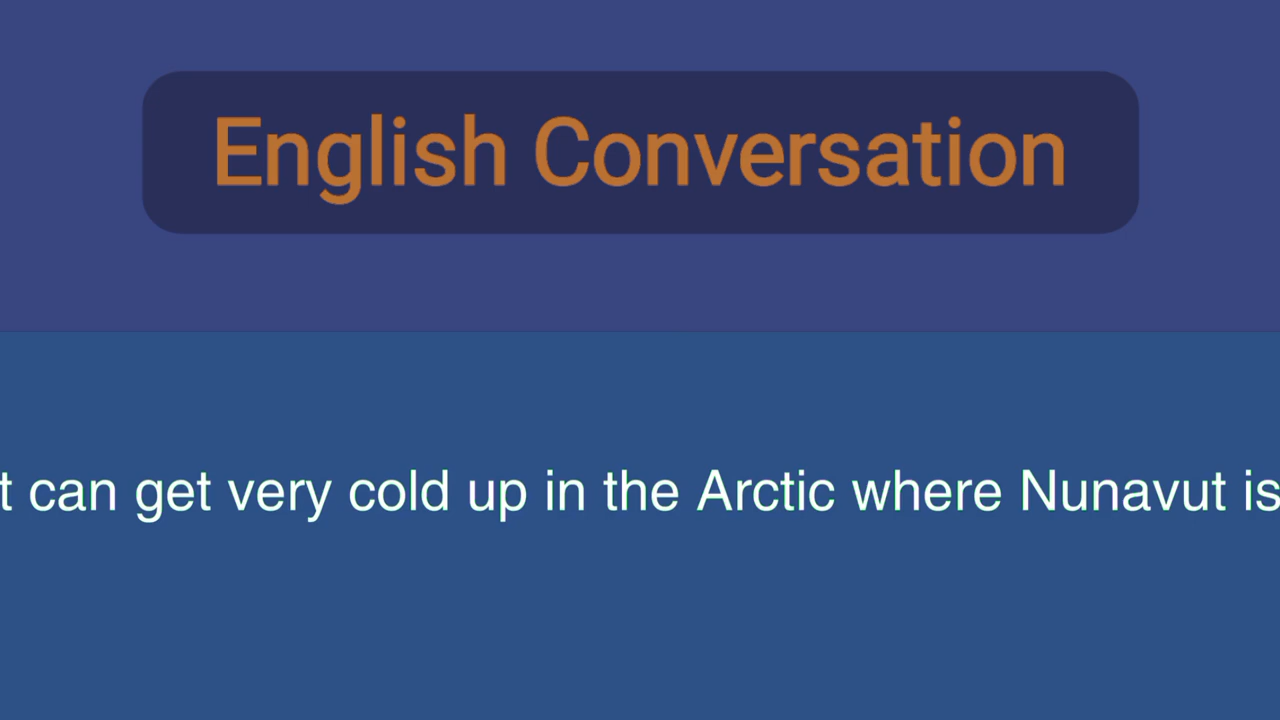 English Conversation
t can get very cold up in the Arctic where Nunavut is